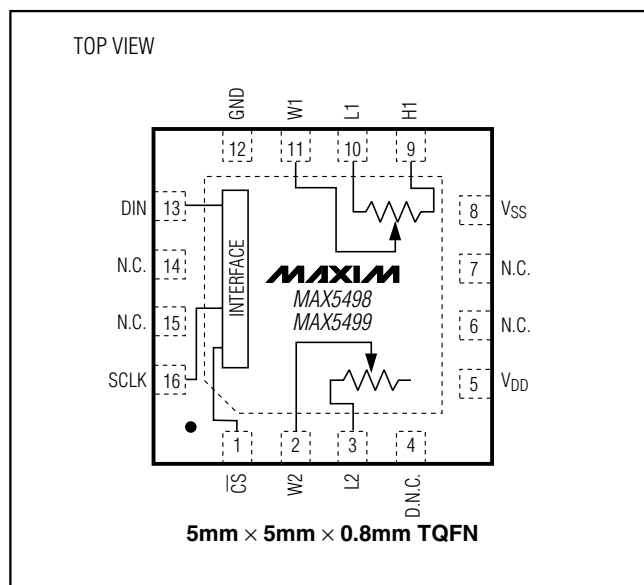 TOP VIEW
GND
W1
L1
H1
12
11
10
9
DIN
13
8
VSS
N.C.
14
7
N.C.
INTERFACE
MAXIM
MAX5498
MAX5499
N.C.
15
6
N.C.
SCLK
16
5
VDD
1
2
3
4
C̅S̅
W2
L2
D.N.C.
5mm × 5mm × 0.8mm TQFN